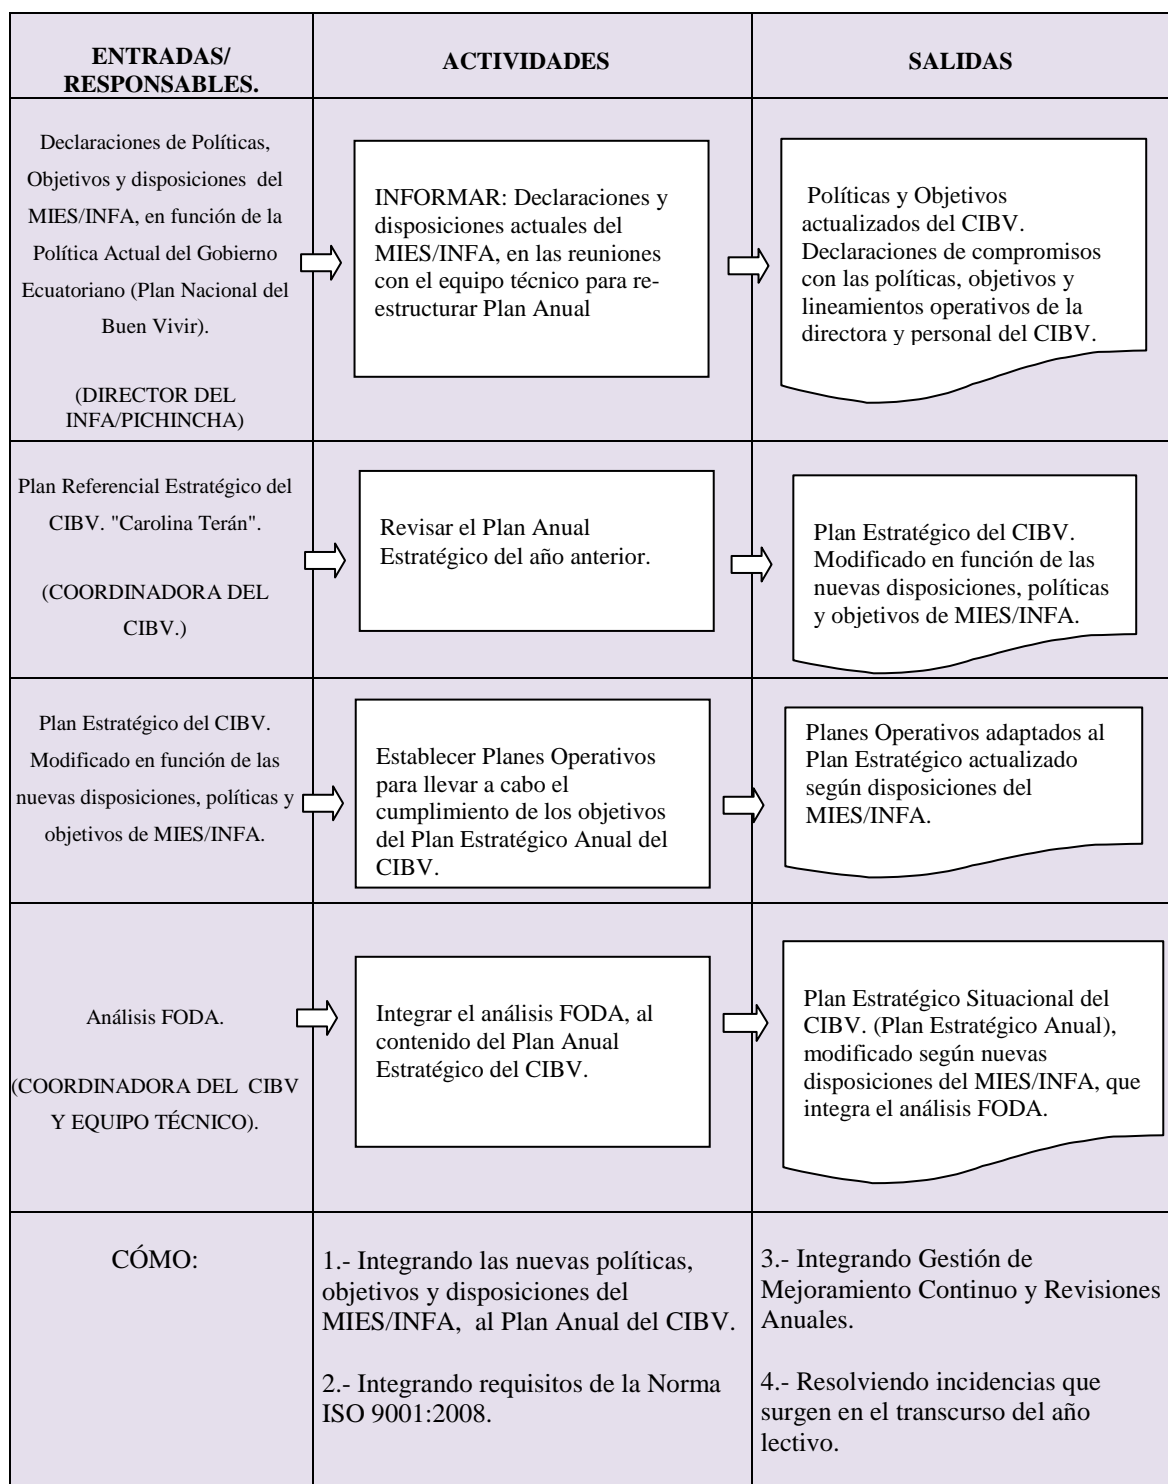 ENTRADAS/
RESPONSABLES.
ACTIVIDADES
SALIDAS
Declaraciones de Políticas,
Objetivos y disposiciones del
MIES/INFA, en función de la
Política Actual del Gobierno
Ecuatoriano (Plan Nacional del
Buen Vivir).
(DIRECTOR DEL
INFA/PICHINCHA)
INFORMAR: Declaraciones y
disposiciones actuales del
MIES/INFA, en las reuniones
con el equipo técnico para re-
estructurar Plan Anual
Políticas y Objetivos
actualizados del CIBV.
Declaraciones de compromisos
con las políticas, objetivos y
lineamientos operativos de la
directora y personal del CIBV.
Plan Referencial Estratégico del
CIBV. "Carolina Terán".
(COORDINADORA DEL
CIBV.)
Revisar el Plan Anual
Estratégico del año anterior.
Plan Estratégico del CIBV.
Modificado en función de las
nuevas disposiciones, políticas
y objetivos de MIES/INFA.
Plan Estratégico del CIBV.
Modificado en función de las
nuevas disposiciones, políticas y
objetivos de MIES/INFA.
Establecer Planes Operativos
para llevar a cabo el
cumplimiento de los objetivos
del Plan Estratégico Anual del
CIBV.
Planes Operativos adaptados al
Plan Estratégico actualizado
según disposiciones del
MIES/INFA.
Análisis FODA.
(COORDINADORA DEL CIBV
Y EQUIPO TÉCNICO).
Integrar el análisis FODA, al
contenido del Plan Anual
Estratégico del CIBV.
Plan Estratégico Situacional del
CIBV. (Plan Estratégico Anual),
modificado según nuevas
disposiciones del MIES/INFA, que
integra el análisis FODA.
CÓMO:
1.- Integrando las nuevas políticas,
objetivos y disposiciones del
MIES/INFA, al Plan Anual del CIBV.
2.- Integrando requisitos de la Norma
ISO 9001:2008.
3.- Integrando Gestión de
Mejoramiento Continuo y Revisiones
Anuales.
4.- Resolviendo incidencias que
surgen en el transcurso del año
lectivo.